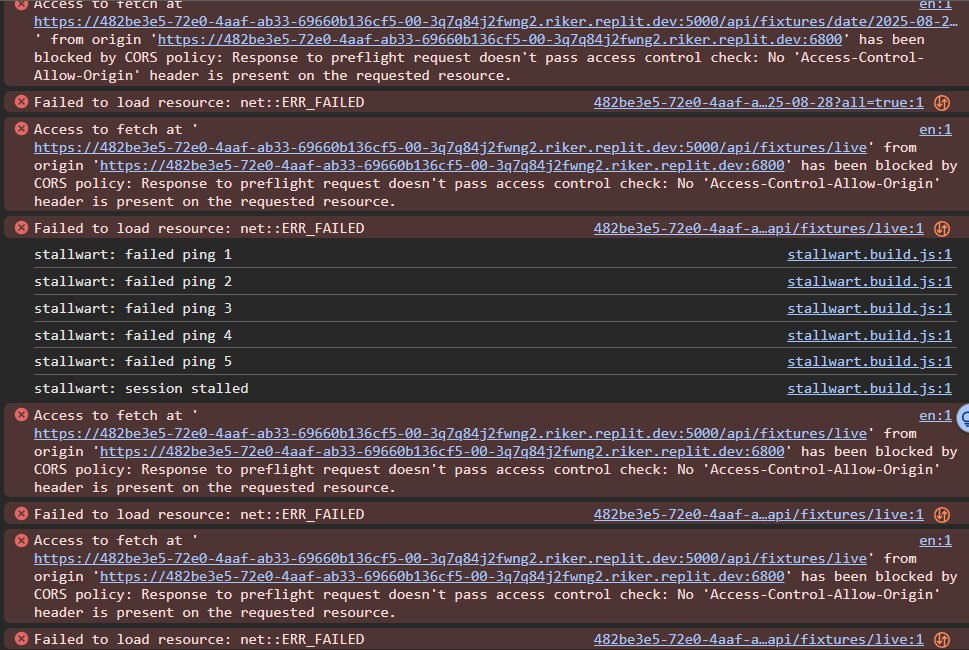 Access to fetch at ' en:1
https://482be3e5-72e0-4aaf-ab33-69660b136cf5-00-3q7q84j2fwng2.riker.replit.dev:5000/api/fixtures/date/2025-08-2…
' from origin 'https://482be3e5-72e0-4aaf-ab33-69660b136cf5-00-3q7q84j2fwng2.riker.replit.dev:6800' has been
blocked by CORS policy: Response to preflight request doesn't pass access control check: No 'Access-Control-
Allow-Origin' header is present on the requested resource.
Failed to load resource: net::ERR_FAILED 482be3e5-72e0-4aaf-a…25-08-28?all=true:1
Access to fetch at ' en:1
https://482be3e5-72e0-4aaf-ab33-69660b136cf5-00-3q7q84j2fwng2.riker.replit.dev:5000/api/fixtures/live' from
origin 'https://482be3e5-72e0-4aaf-ab33-69660b136cf5-00-3q7q84j2fwng2.riker.replit.dev:6800' has been blocked by
CORS policy: Response to preflight request doesn't pass access control check: No 'Access-Control-Allow-Origin'
header is present on the requested resource.
Failed to load resource: net::ERR_FAILED 482be3e5-72e0-4aaf-a…api/fixtures/live:1
stallwart: failed ping 1 stallwart.build.js:1
stallwart: failed ping 2 stallwart.build.js:1
stallwart: failed ping 3 stallwart.build.js:1
stallwart: failed ping 4 stallwart.build.js:1
stallwart: failed ping 5 stallwart.build.js:1
stallwart: session stalled stallwart.build.js:1
Access to fetch at ' en:1
https://482be3e5-72e0-4aaf-ab33-69660b136cf5-00-3q7q84j2fwng2.riker.replit.dev:5000/api/fixtures/live' from
origin 'https://482be3e5-72e0-4aaf-ab33-69660b136cf5-00-3q7q84j2fwng2.riker.replit.dev:6800' has been blocked by
CORS policy: Response to preflight request doesn't pass access control check: No 'Access-Control-Allow-Origin'
header is present on the requested resource.
Failed to load resource: net::ERR_FAILED 482be3e5-72e0-4aaf-a…api/fixtures/live:1
Access to fetch at ' en:1
https://482be3e5-72e0-4aaf-ab33-69660b136cf5-00-3q7q84j2fwng2.riker.replit.dev:5000/api/fixtures/live' from
origin 'https://482be3e5-72e0-4aaf-ab33-69660b136cf5-00-3q7q84j2fwng2.riker.replit.dev:6800' has been blocked by
CORS policy: Response to preflight request doesn't pass access control check: No 'Access-Control-Allow-Origin'
header is present on the requested resource.
Failed to load resource: net::ERR_FAILED 482be3e5-72e0-4aaf-a…api/fixtures/live:1